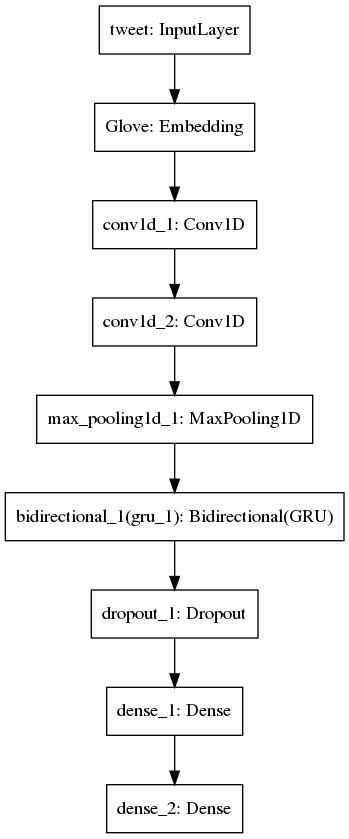 tweet: InputLayer
Glove: Embedding
conv1d_1: Conv1D
conv1d_2: Conv1D
max_pooling1d_1: MaxPooling1D
bidirectional_1(gru_1): Bidirectional(GRU)
dropout_1: Dropout
dense_1: Dense
dense_2: Dense